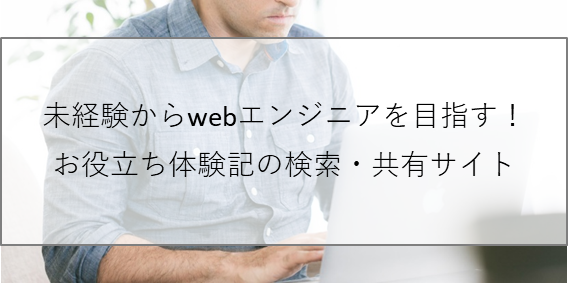 未経験からwebエンジニアを目指す！
お役立ち体験記の検索・共有サイト